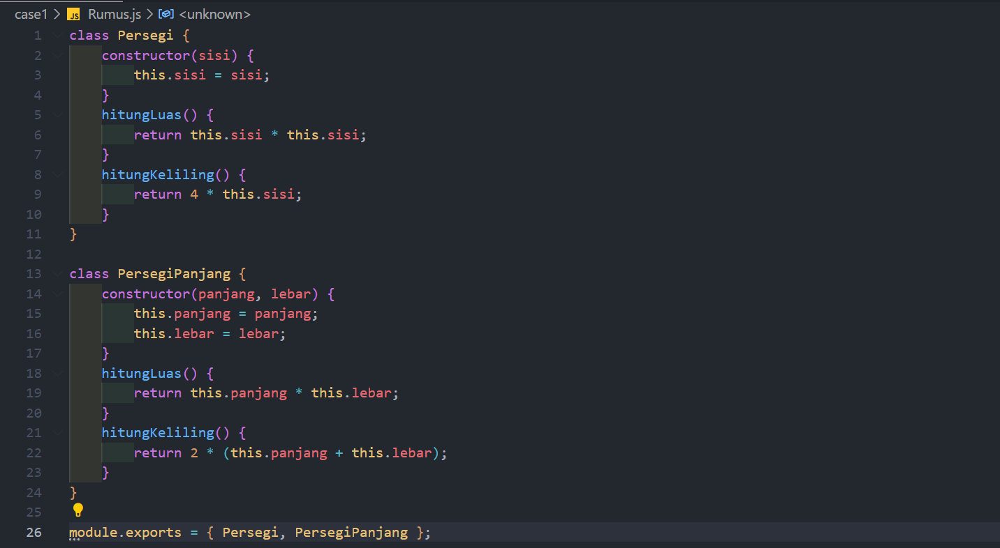 case1 > JS Rumus.js > <unknown>
1 class Persegi {
2     constructor(sisi) {
3         this.sisi = sisi;
4     }
5     hitungLuas() {
6         return this.sisi * this.sisi;
7     }
8     hitungKeliling() {
9         return 4 * this.sisi;
10     }
11 }
12
13 class PersegiPanjang {
14     constructor(panjang, lebar) {
15         this.panjang = panjang;
16         this.lebar = lebar;
17     }
18     hitungLuas() {
19         return this.panjang * this.lebar;
20     }
21     hitungKeliling() {
22         return 2 * (this.panjang + this.lebar);
23     }
24 }
25
26 module.exports = { Persegi, PersegiPanjang };